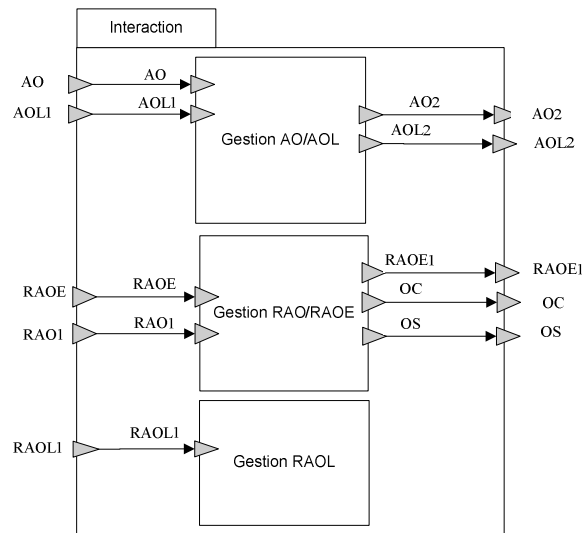 Interaction
AO
AO
AOL1
AOL1
Gestion AO/AOL
AO2
AO2
AOL2
AOL2
RAOE
RAOE
RAO1
RAO1
Gestion RAO/RAOE
RAOE1
RAOE1
OC
OC
OS
OS
RAOL1
RAOL1
Gestion RAOL